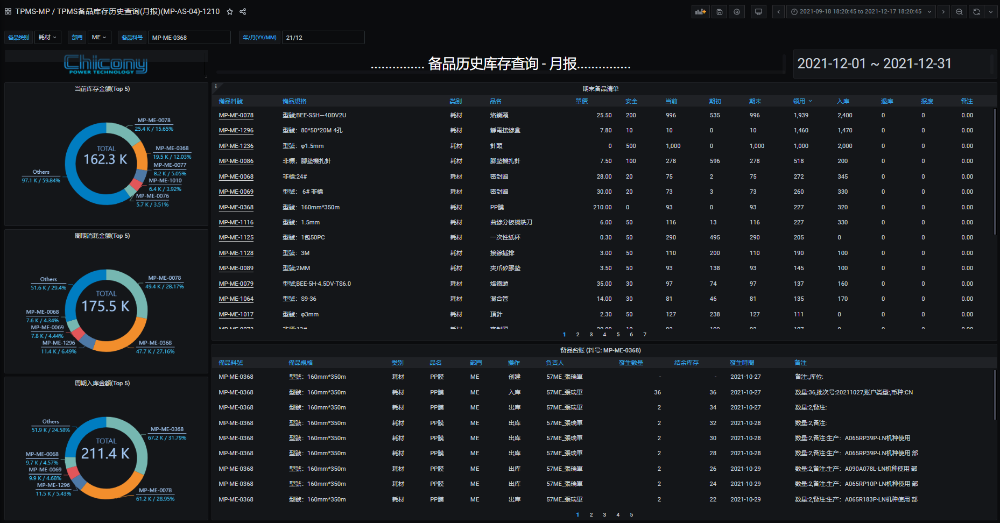 TPMS-MP / TPMS备品库存历史查询(月报)(MP-AS-04)-1210
2021-09-18 18:20:45 to 2021-12-17 18:20:45
备品类别 耗材 部門 ME 备品料号 MP-ME-0368 年/月(YY/MM) 21/12
Chicony
POWER TECHNOLOGY
............... 备品历史库存查询 - 月报...............
2021-12-01 ~ 2021-12-31
当前库存金额(Top 5)
MP-ME-0078
25.4 K / 15.65%
MP-ME-0368
19.5 K / 12.03%
MP-ME-0077
8.2 K / 5.05%
MP-ME-1010
6.4 K / 3.92%
MP-ME-0076
5.7 K / 3.51%
Others
97.1 K / 59.84%
TOTAL
162.3 K
周期消耗金额(Top 5)
Others
51.6 K / 29.4%
MP-ME-0078
49.4 K / 28.17%
TOTAL
175.5 K
MP-ME-0068
7.6 K / 4.34%
MP-ME-0069
7.8 K / 4.44%
MP-ME-1296
11.4 K / 6.49%
MP-ME-0368
47.7 K / 27.16%
周期入库金额(Top 5)
Others
51.9 K / 24.58%
MP-ME-0368
67.2 K / 31.79%
TOTAL
211.4 K
MP-ME-0068
9.7 K / 4.57%
MP-ME-0069
9.9 K / 4.68%
MP-ME-1296
11.5 K / 5.43%
MP-ME-0078
61.2 K / 28.95%
期末备品清单
備品料號 備品規格 类别 品名 單價 安全 当前 期初 期末 领用 入库 退库 报废 备注
MP-ME-0078 型號;BEE-S5H—40DV2U 耗材 烙鐵頭 25.50 200 996 535 996 1,939 2,400 0 0 0.00
MP-ME-1296 型號：80*50*20M 4孔 耗材 靜電接線盒 7.80 10 10 0 10 1,460 1,470 0 0 0.00
MP-ME-1236 型號：φ1.5mm 耗材 針頭 0 500 1,000 0 1,000 1,000 2,000 0 0 0.00
MP-ME-0086 非標；腳墊機扎針 耗材 腳墊機扎針 7.50 100 278 596 278 518 200 0 0 0.00
MP-ME-0068 非標:24# 耗材 密封圈 28.00 20 75 2 75 272 345 0 0 0.00
MP-ME-0069 型號： 6# 非標 耗材 密封圈 30.00 20 73 3 73 260 330 0 0 0.00
MP-ME-0368 型號：160mm*350m 耗材 PP膜 210.00 0 93 0 93 227 320 0 0 0.00
MP-ME-1116 型號：1.5mm 耗材 曲線分板機銑刀 6.00 50 116 13 116 227 330 0 0 0.00
MP-ME-1125 型號：1包50PC 耗材 一次性紙杯 0.30 50 290 495 290 205 0 0 0 0.00
MP-ME-1128 型號：3M 耗材 接線插排 3.00 50 110 200 110 190 100 0 0 0.00
MP-ME-0089 型號;2MM 耗材 夾爪矽膠墊 3.50 50 93 138 93 145 100 0 0 0.00
MP-ME-0079 型號;BEE-5H-4.5DV-TS6.0 耗材 烙鐵頭 35.00 30 97 74 97 137 160 0 0 0.00
MP-ME-1064 型號：S9-36 耗材 混合管 14.00 30 81 46 81 135 170 0 0 0.00
MP-ME-1017 型號：φ3mm 耗材 頂針 2.30 50 127 238 127 111 0 0 0 0.00
1 2 3 4 5 6 7
备品台账 (料号: MP-ME-0368)
備品料號 備品規格 类别 品名 部門 操作 負责人 發生數量 结余库存 發生時間 备注
MP-ME-0368 型號：160mm*350m 耗材 PP膜 ME 创建 57ME_張瑞軍 - - 2021-10-27 备注:,库位:
MP-ME-0368 型號：160mm*350m 耗材 PP膜 ME 入库 57ME_張瑞軍 36 36 2021-10-27 数量:36,批次号:20211027,账户类型:,币种:CN
MP-ME-0368 型號：160mm*350m 耗材 PP膜 ME 出库 57ME_張瑞軍 2 34 2021-10-27 数量:2,备注:
MP-ME-0368 型號：160mm*350m 耗材 PP膜 ME 出库 57ME_張瑞軍 2 32 2021-10-28 数量:2,备注:
MP-ME-0368 型號：160mm*350m 耗材 PP膜 ME 出库 57ME_張瑞軍 2 30 2021-10-28 数量:2,备注:生产：A065RP39P-LN机种使用
MP-ME-0368 型號：160mm*350m 耗材 PP膜 ME 出库 57ME_張瑞軍 2 28 2021-10-28 数量:2,备注:生产：A065RP39P-LN机种使用 部
MP-ME-0368 型號：160mm*350m 耗材 PP膜 ME 出库 57ME_張瑞軍 2 26 2021-10-29 数量:2,备注:生产：A090A078L-LN机种使用 部
MP-ME-0368 型號：160mm*350m 耗材 PP膜 ME 出库 57ME_張瑞軍 2 24 2021-10-29 数量:2,备注:生产：A065RP10P-LN机种使用 部
MP-ME-0368 型號：160mm*350m 耗材 PP膜 ME 出库 57ME_張瑞軍 2 22 2021-10-29 数量:2,备注:生产：A065R183P-LN机种使用 部
1 2 3 4 5